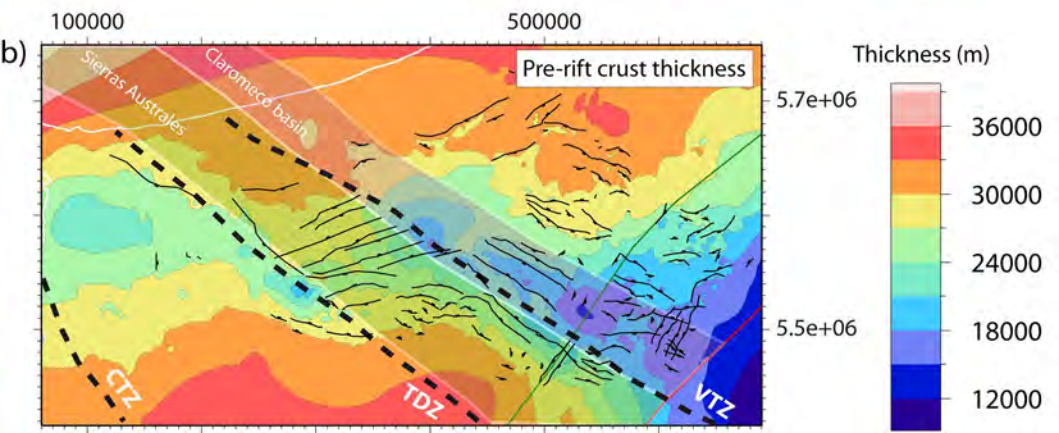 100000 500000
b)
Pre-rift crust thickness
Sierras Australes
Claromeco basin
CTZ
TDZ
VTZ
5.7e+06
5.5e+06
Thickness (m)
36000
30000
24000
18000
12000